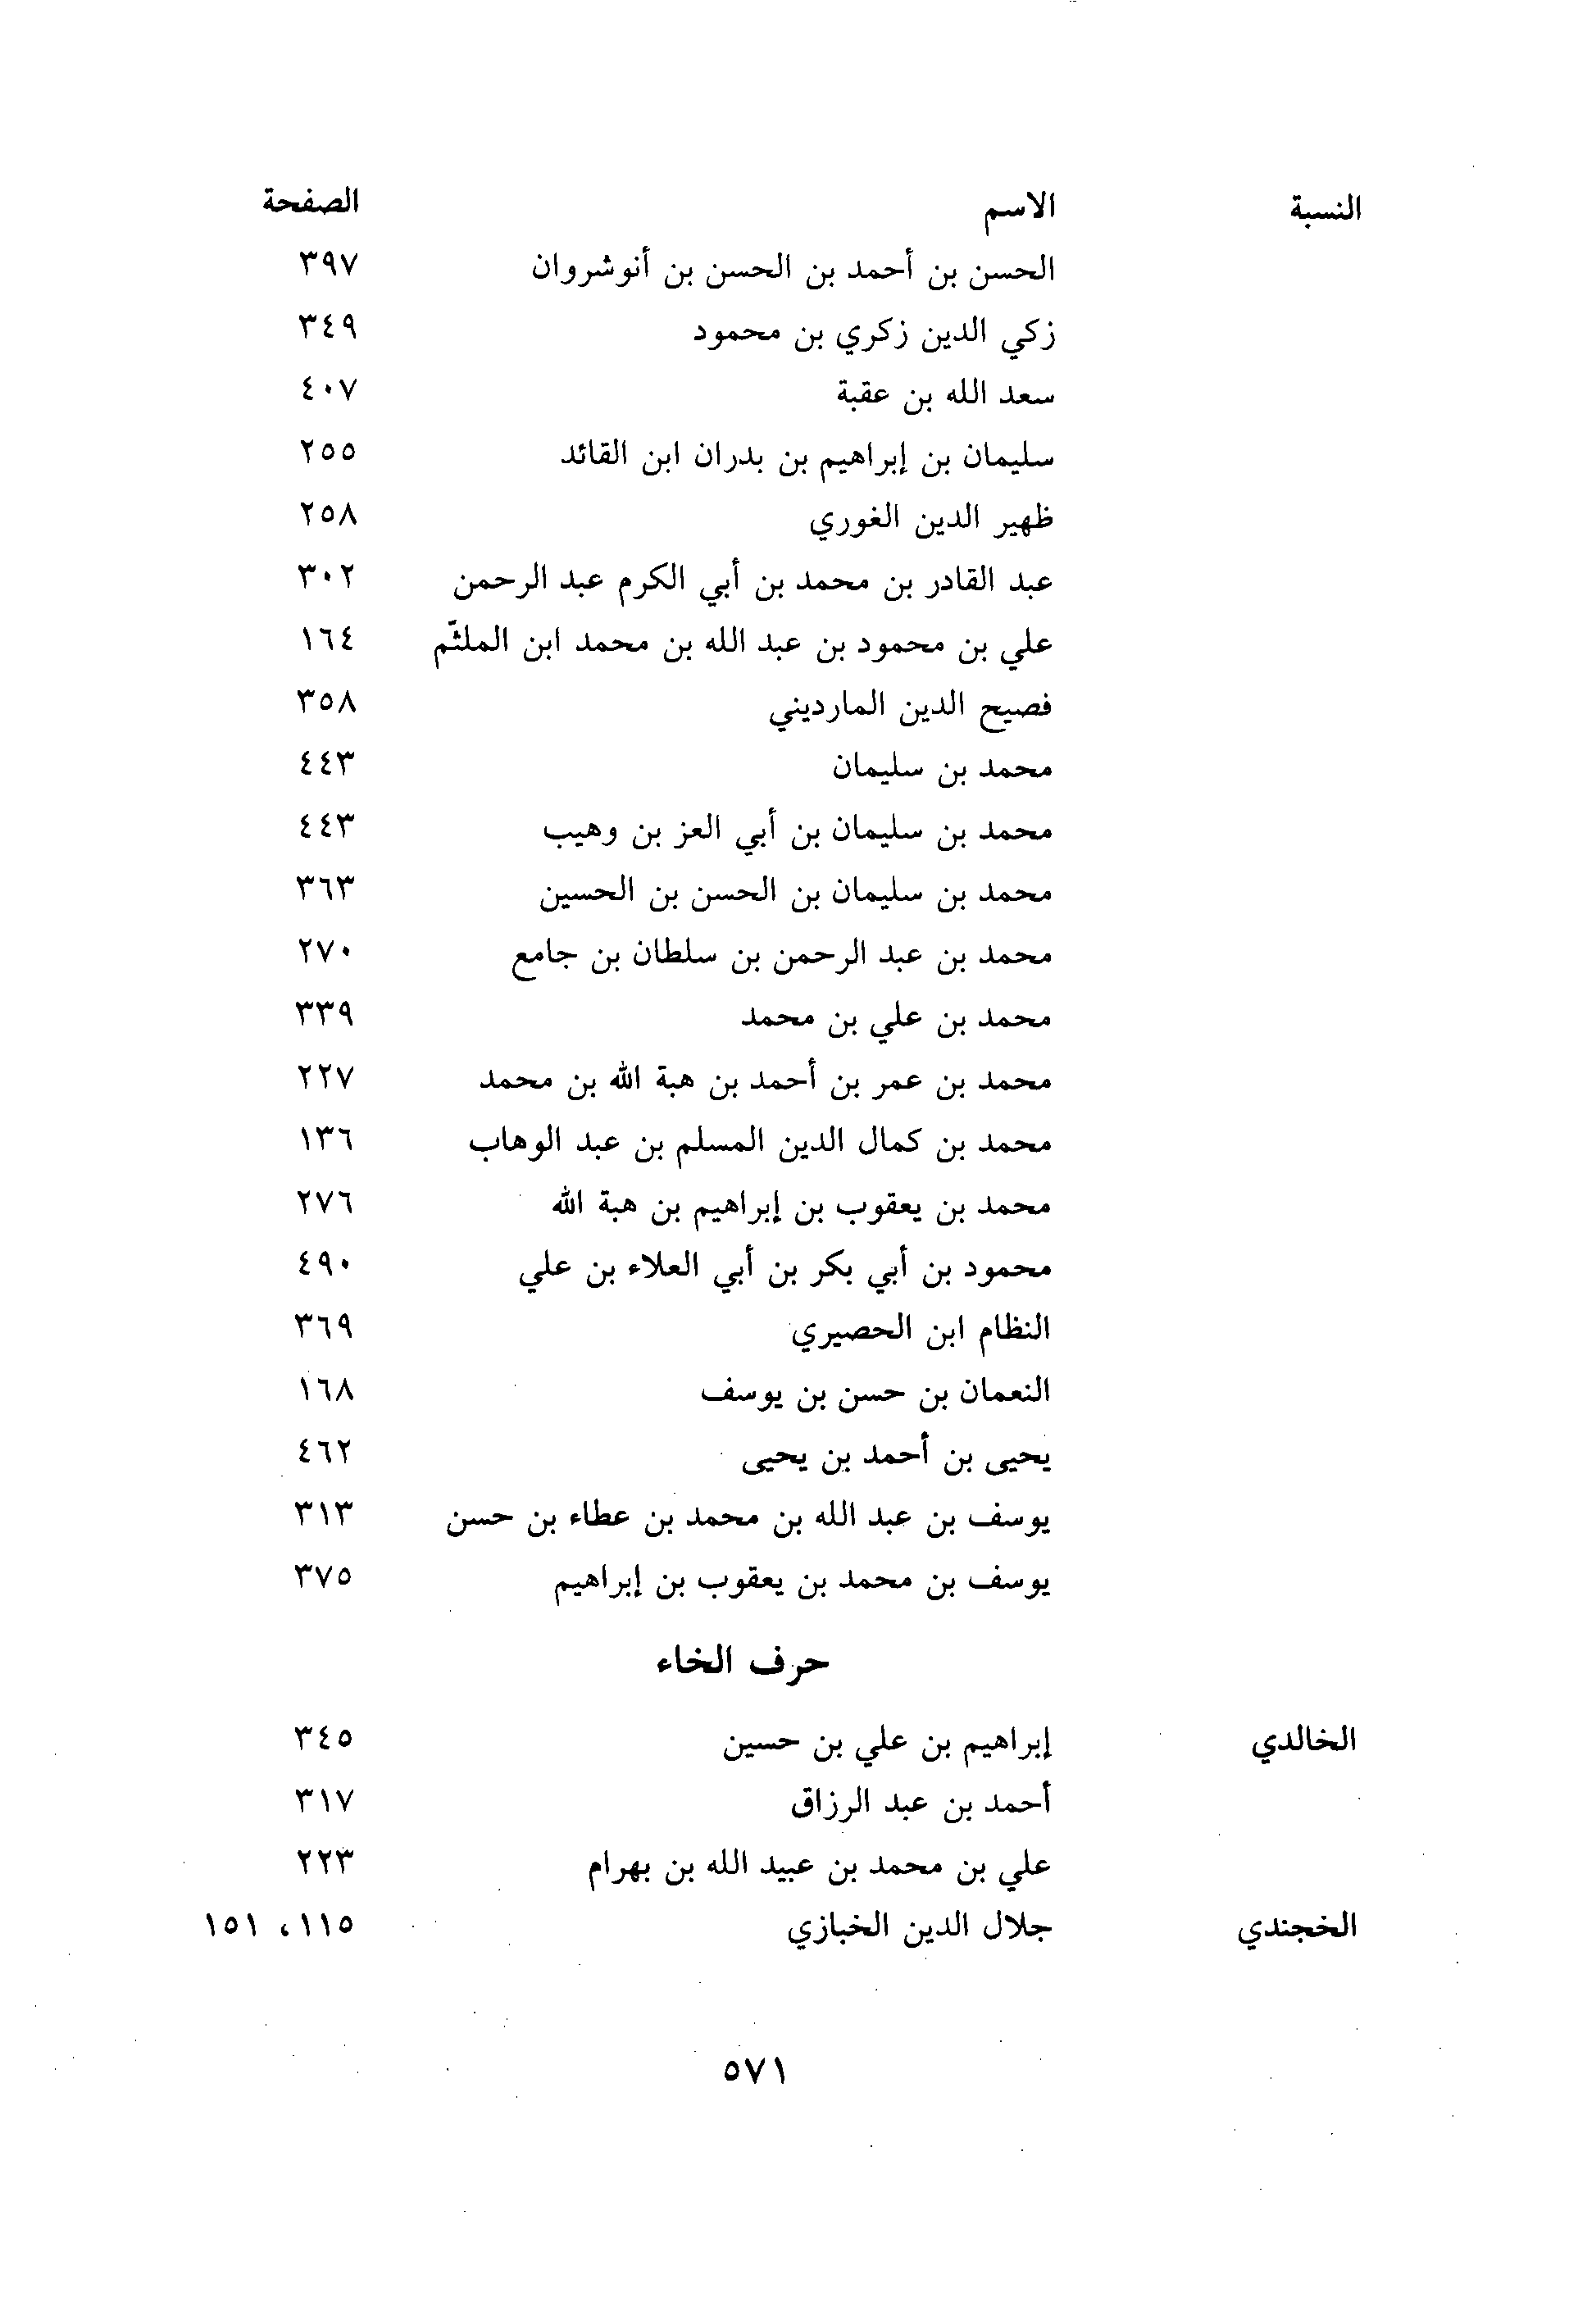 النسبة الاسم الصفحة
الحسن بن أحمد بن الحسن بن أنوشروان ٣٩٧
زكي الدين زكري بن محمود ٣٤٩
سعد الله بن عقبة ٤٠٧
سليمان بن إبراهيم بن بدران ابن القائد ٢٥٥
ظهير الدين الغوري ٢٥٨
عبد القادر بن محمد بن أبي الكرم عبد الرحمن ٣٠٢
علي بن محمود بن عبد الله بن محمد ابن الملثّم ١٦٤
فصيح الدين المارديني ٣٥٨
محمد بن سليمان ٤٤٣
محمد بن سليمان بن أبي العز بن وهيب ٤٤٣
محمد بن سليمان بن الحسن بن الحسين ٣٦٣
محمد بن عبد الرحمن بن سلطان بن جامع ٢٧٠
محمد بن علي بن محمد ٣٣٩
محمد بن عمر بن أحمد بن هبة الله بن محمد ٢٢٧
محمد بن كمال الدين المسلم بن عبد الوهاب ١٣٦
محمد بن يعقوب بن إبراهيم بن هبة الله ٢٧٦
محمود بن أبي بكر بن أبي العلاء بن علي ٤٩٠
النظام ابن الحصيري ٣٦٩
النعمان بن حسن بن يوسف ١٦٨
يحيى بن أحمد بن يحيى ٤٦٢
يوسف بن عبد الله بن محمد بن عطاء بن حسن ٣١٣
يوسف بن محمد بن يعقوب بن إبراهيم ٣٧٥
حرف الخاء
الخالدي إبراهيم بن علي بن حسين ٣٤٥
أحمد بن عبد الرزاق ٣١٧
علي بن محمد بن عبيد الله بن بهرام ٢٢٣
الخجندي جلال الدين الخبازي ١١٥، ١٥١
٥٧١